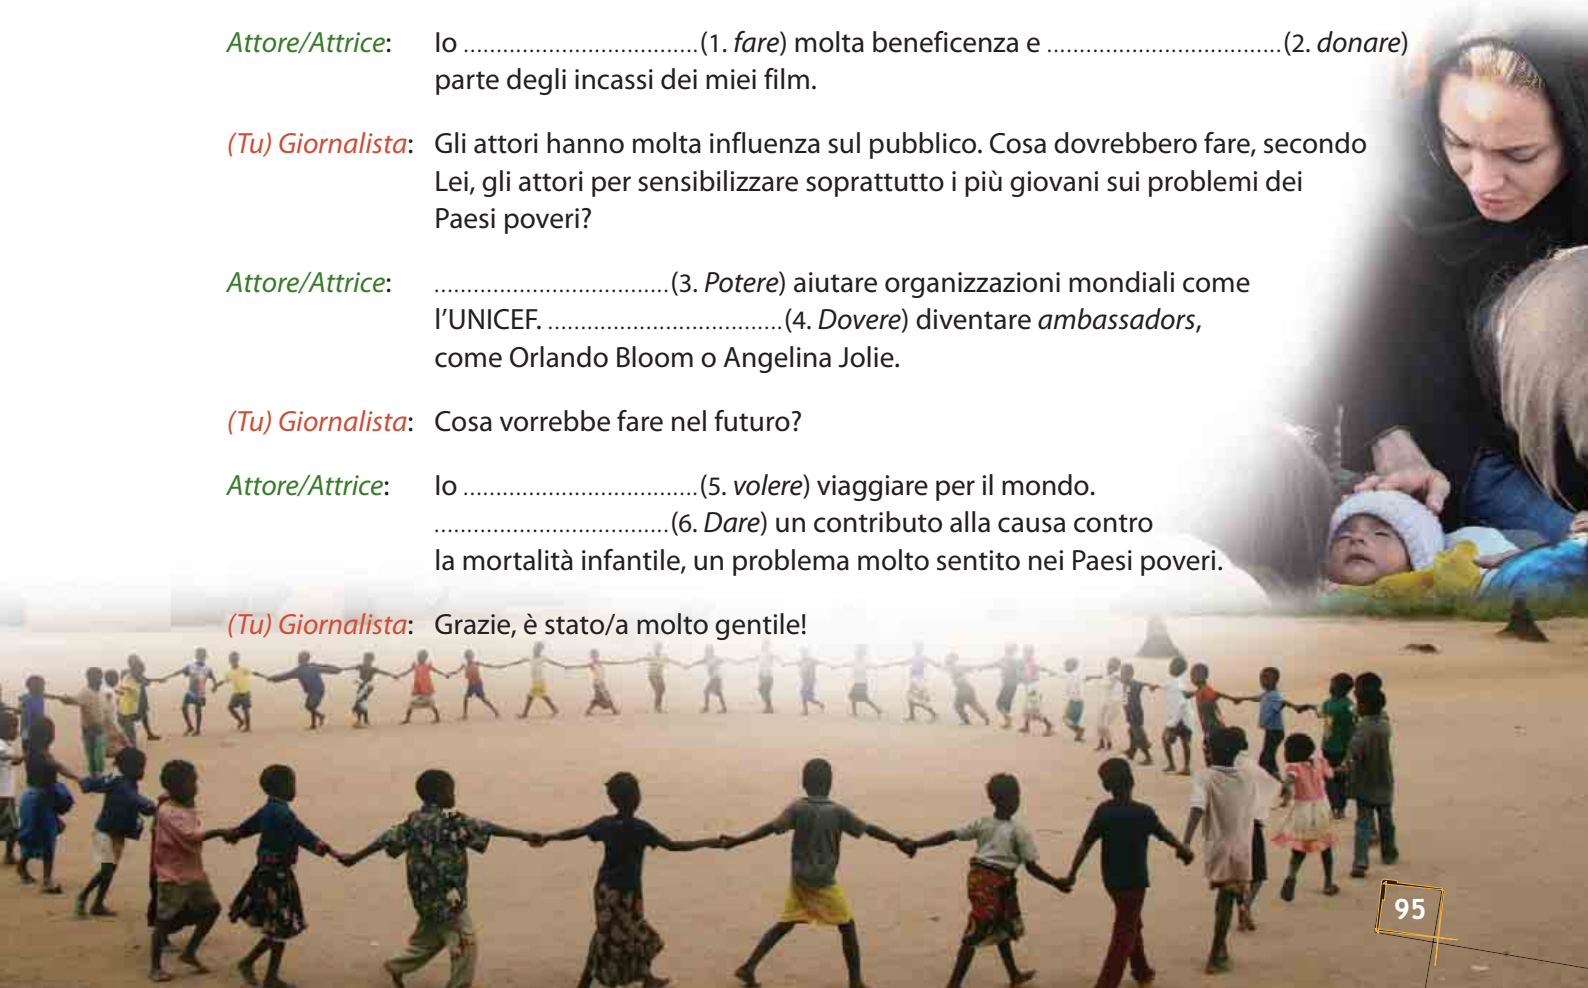 Attore/Attrice: Io ....................................(1. fare) molta beneficenza e ....................................(2. donare)
parte degli incassi dei miei film.
(Tu) Giornalista: Gli attori hanno molta influenza sul pubblico. Cosa dovrebbero fare, secondo
Lei, gli attori per sensibilizzare soprattutto i più giovani sui problemi dei
Paesi poveri?
Attore/Attrice: ....................................(3. Potere) aiutare organizzazioni mondiali come
l'UNICEF. ....................................(4. Dovere) diventare ambassadors,
come Orlando Bloom o Angelina Jolie.
(Tu) Giornalista: Cosa vorrebbe fare nel futuro?
Attore/Attrice: Io ....................................(5. volere) viaggiare per il mondo.
....................................(6. Dare) un contributo alla causa contro
la mortalità infantile, un problema molto sentito nei Paesi poveri.
(Tu) Giornalista: Grazie, è stato/a molto gentile!
95